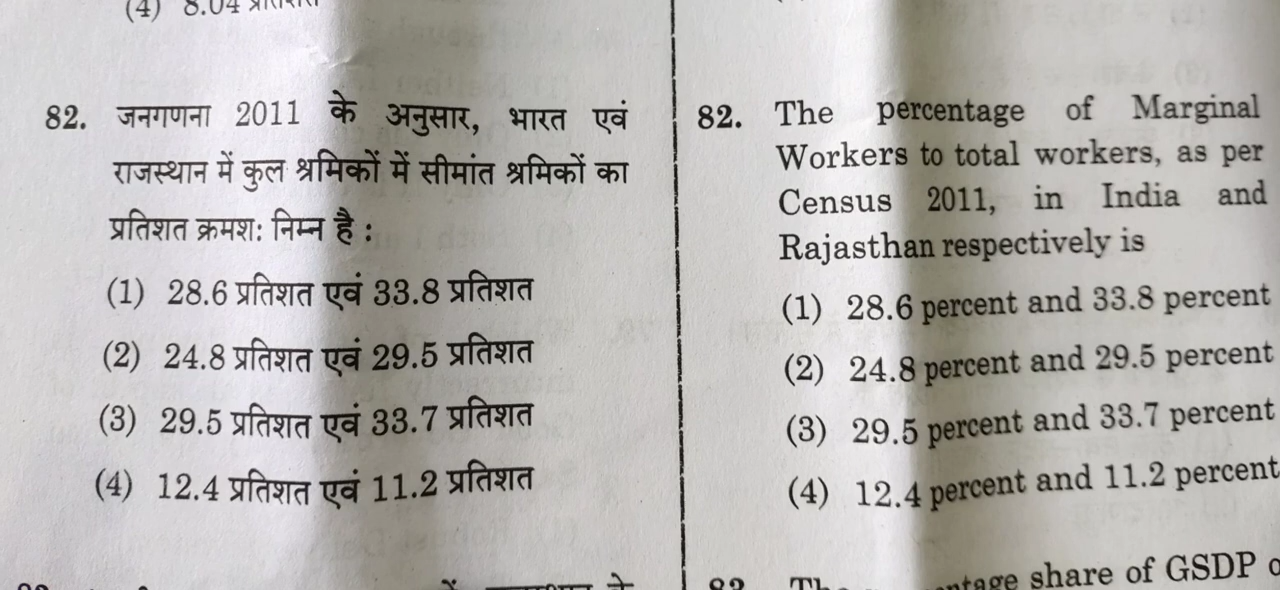 (4) 8.04 प्रतिशत
82. जनगणना 2011 के अनुसार, भारत एवं
राजस्थान में कुल श्रमिकों में सीमांत श्रमिकों का
प्रतिशत क्रमश: निम्न है :
(1) 28.6 प्रतिशत एवं 33.8 प्रतिशत
(2) 24.8 प्रतिशत एवं 29.5 प्रतिशत
(3) 29.5 प्रतिशत एवं 33.7 प्रतिशत
(4) 12.4 प्रतिशत एवं 11.2 प्रतिशत
82. The percentage of Marginal
Workers to total workers, as per
Census 2011, in India and
Rajasthan respectively is
(1) 28.6 percent and 33.8 percent
(2) 24.8 percent and 29.5 percent
(3) 29.5 percent and 33.7 percent
(4) 12.4 percent and 11.2 percent
share of GSDP